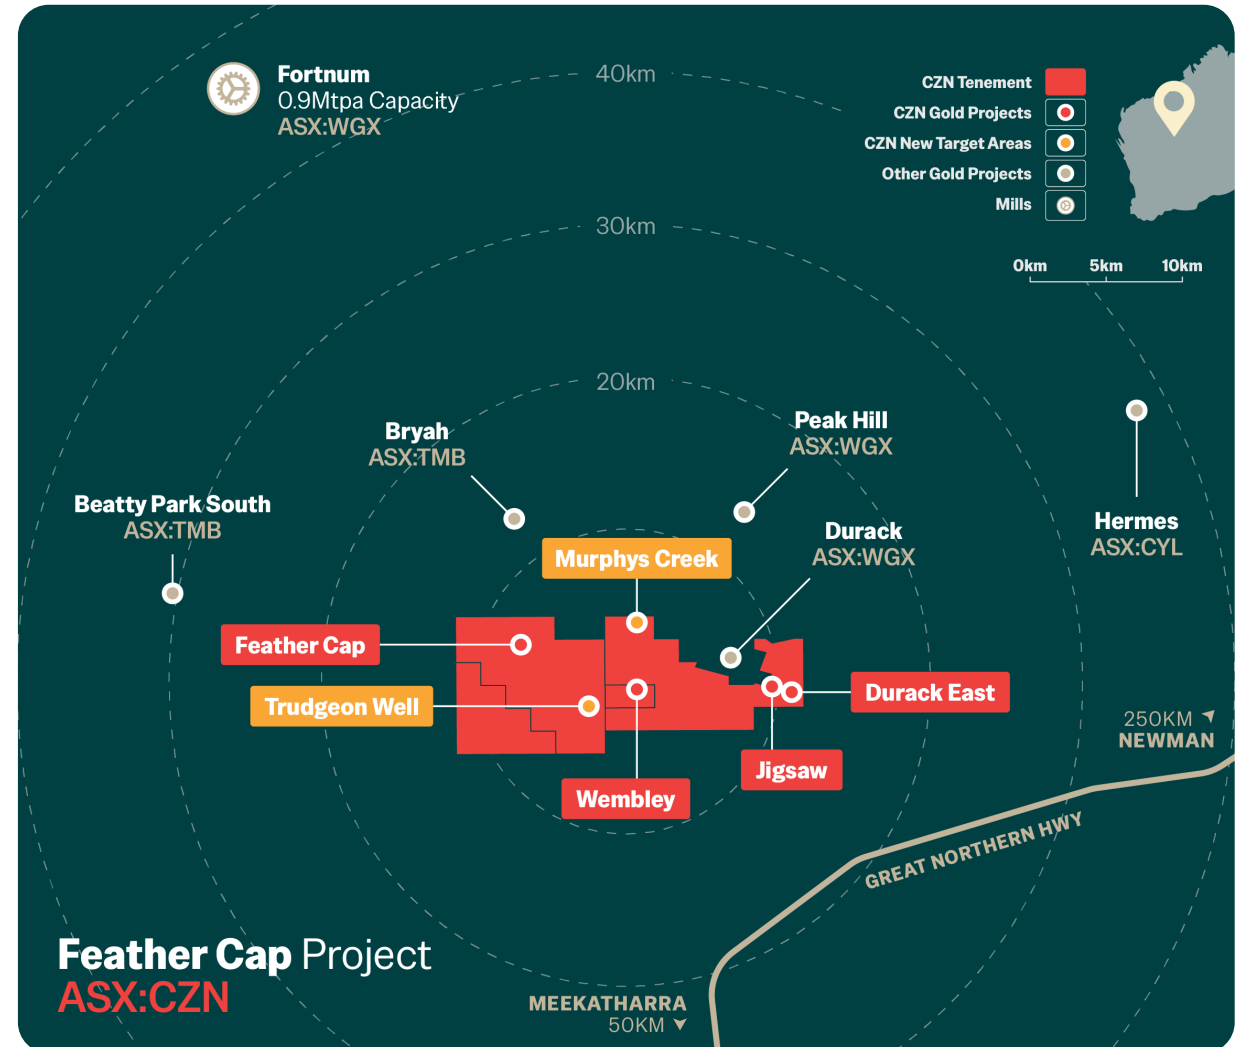 Fortnum
0.9Mtpa Capacity
ASX:WGX
40km
30km
20km
CZN Tenement
CZN Gold Projects
CZN New Target Areas
Other Gold Projects
Mills
0km 5km 10km
Bryah
ASX:TMB
Peak Hill
ASX:WGX
Beatty Park South
ASX:TMB
Durack
ASX:WGX
Hermes
ASX:CYL
Murphys Creek
Feather Cap
Trudgeon Well
Durack East
Jigsaw
Wembley
250KM
NEWMAN
GREAT NORTHERN HWY
Feather Cap Project
ASX:CZN
MEEKATHARRA
50KM